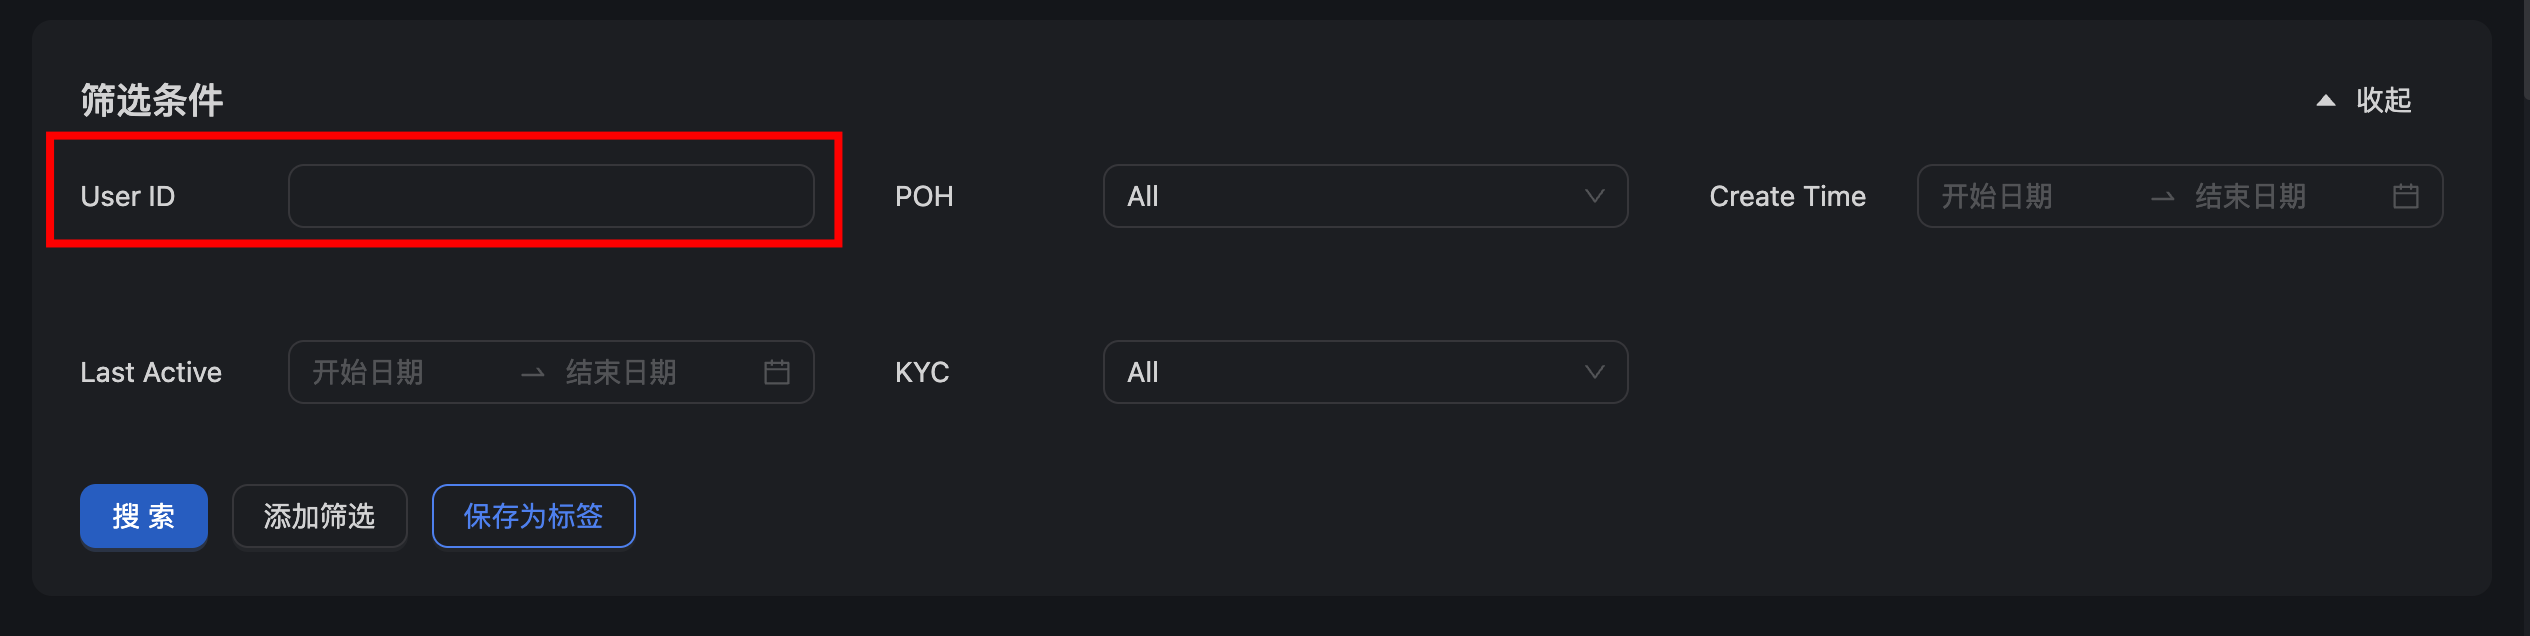 筛选条件 收起
User ID POH All Create Time 开始日期 结束日期
Last Active 开始日期 结束日期 KYC All
搜 索 添加筛选 保存为标签